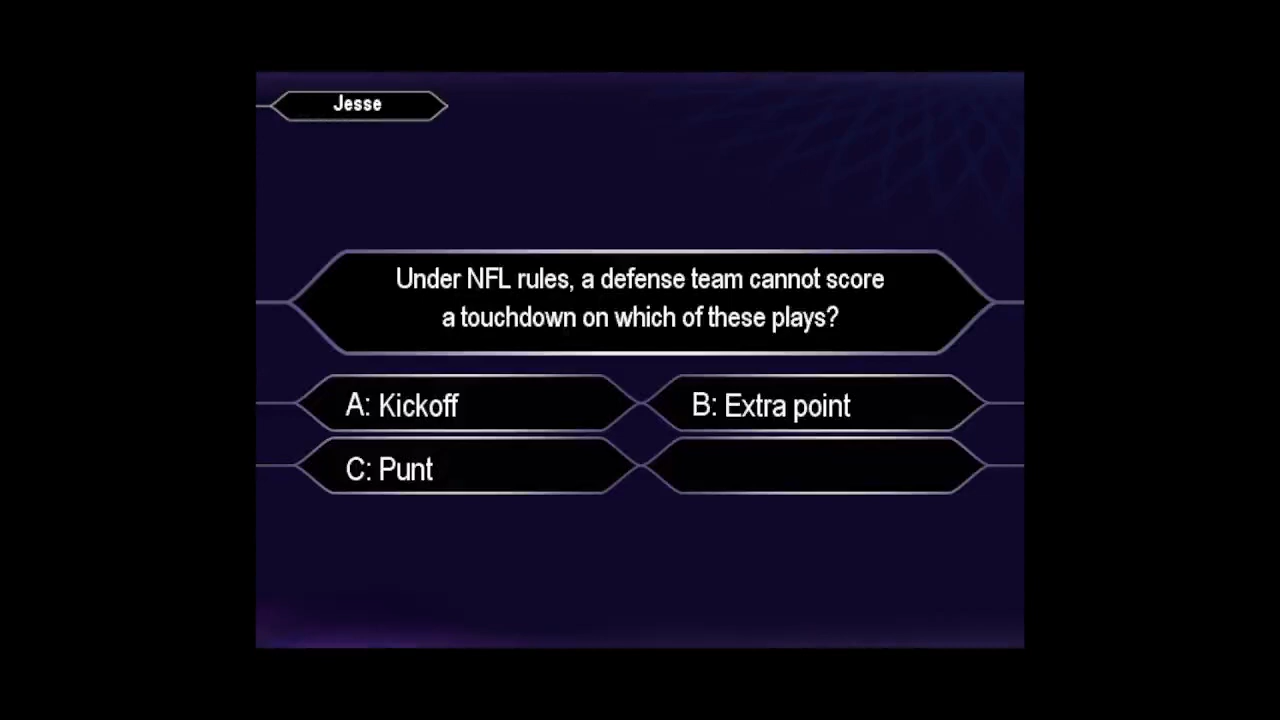 Jesse
Under NFL rules, a defense team cannot score
a touchdown on which of these plays?
A: Kickoff
B: Extra point
C: Punt